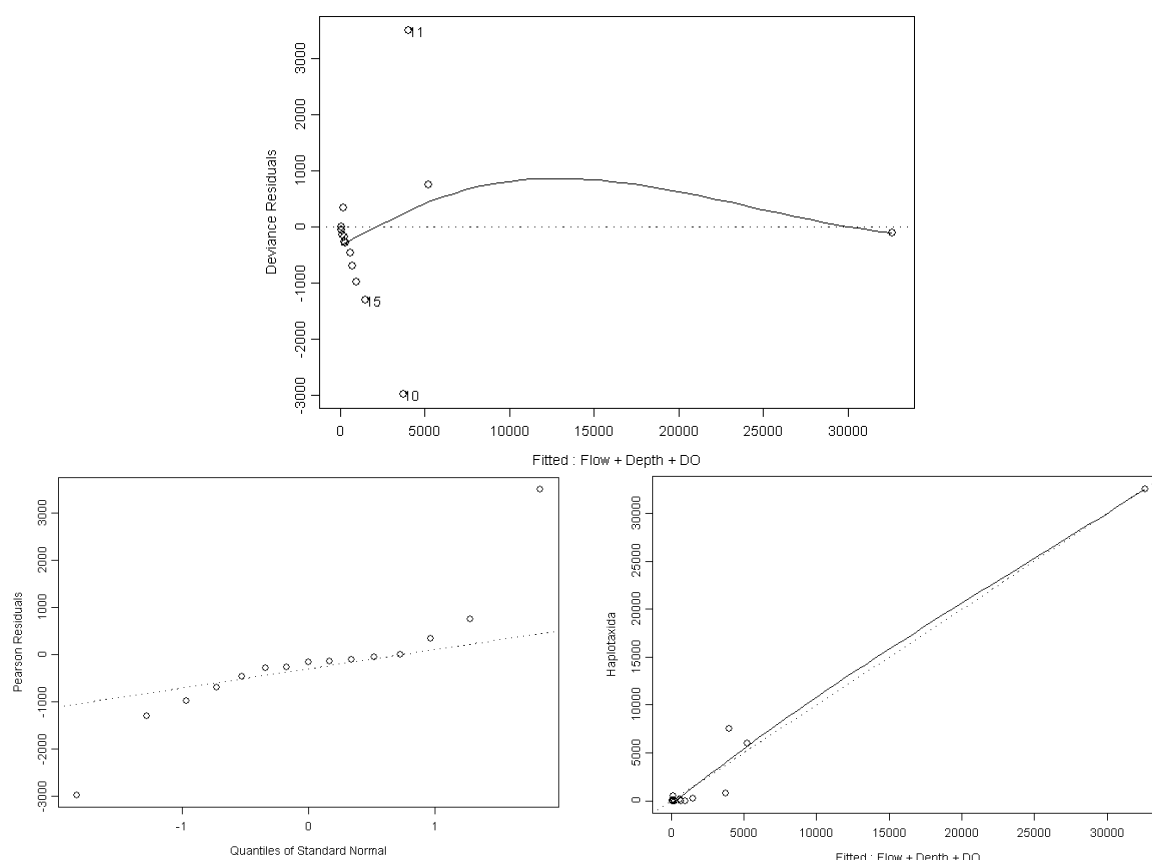 3000
2000
1000
0
-1000
-2000
-3000
Deviance Residuals
11
15
10
0 5000 10000 15000 20000 25000 30000
Fitted : Flow + Depth + DO
3000
2000
1000
0
-1000
-2000
-3000
Pearson Residuals
-1 0 1
Quantiles of Standard Normal
30000
25000
20000
15000
10000
5000
0
Haplotaxida
0 5000 10000 15000 20000 25000 30000
Fitted : Flow + Depth + DO